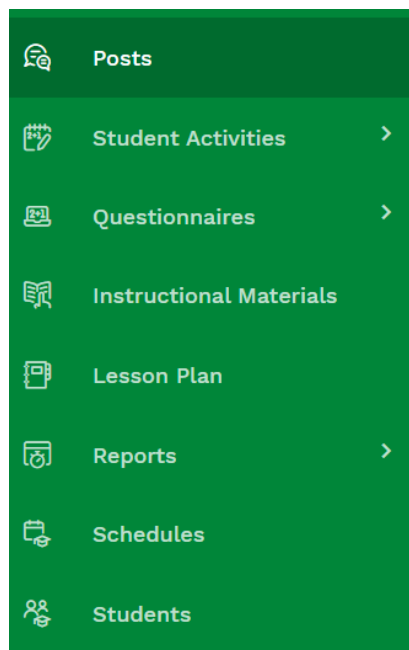 Posts
Student Activities
Questionnaires
Instructional Materials
Lesson Plan
Reports
Schedules
Students